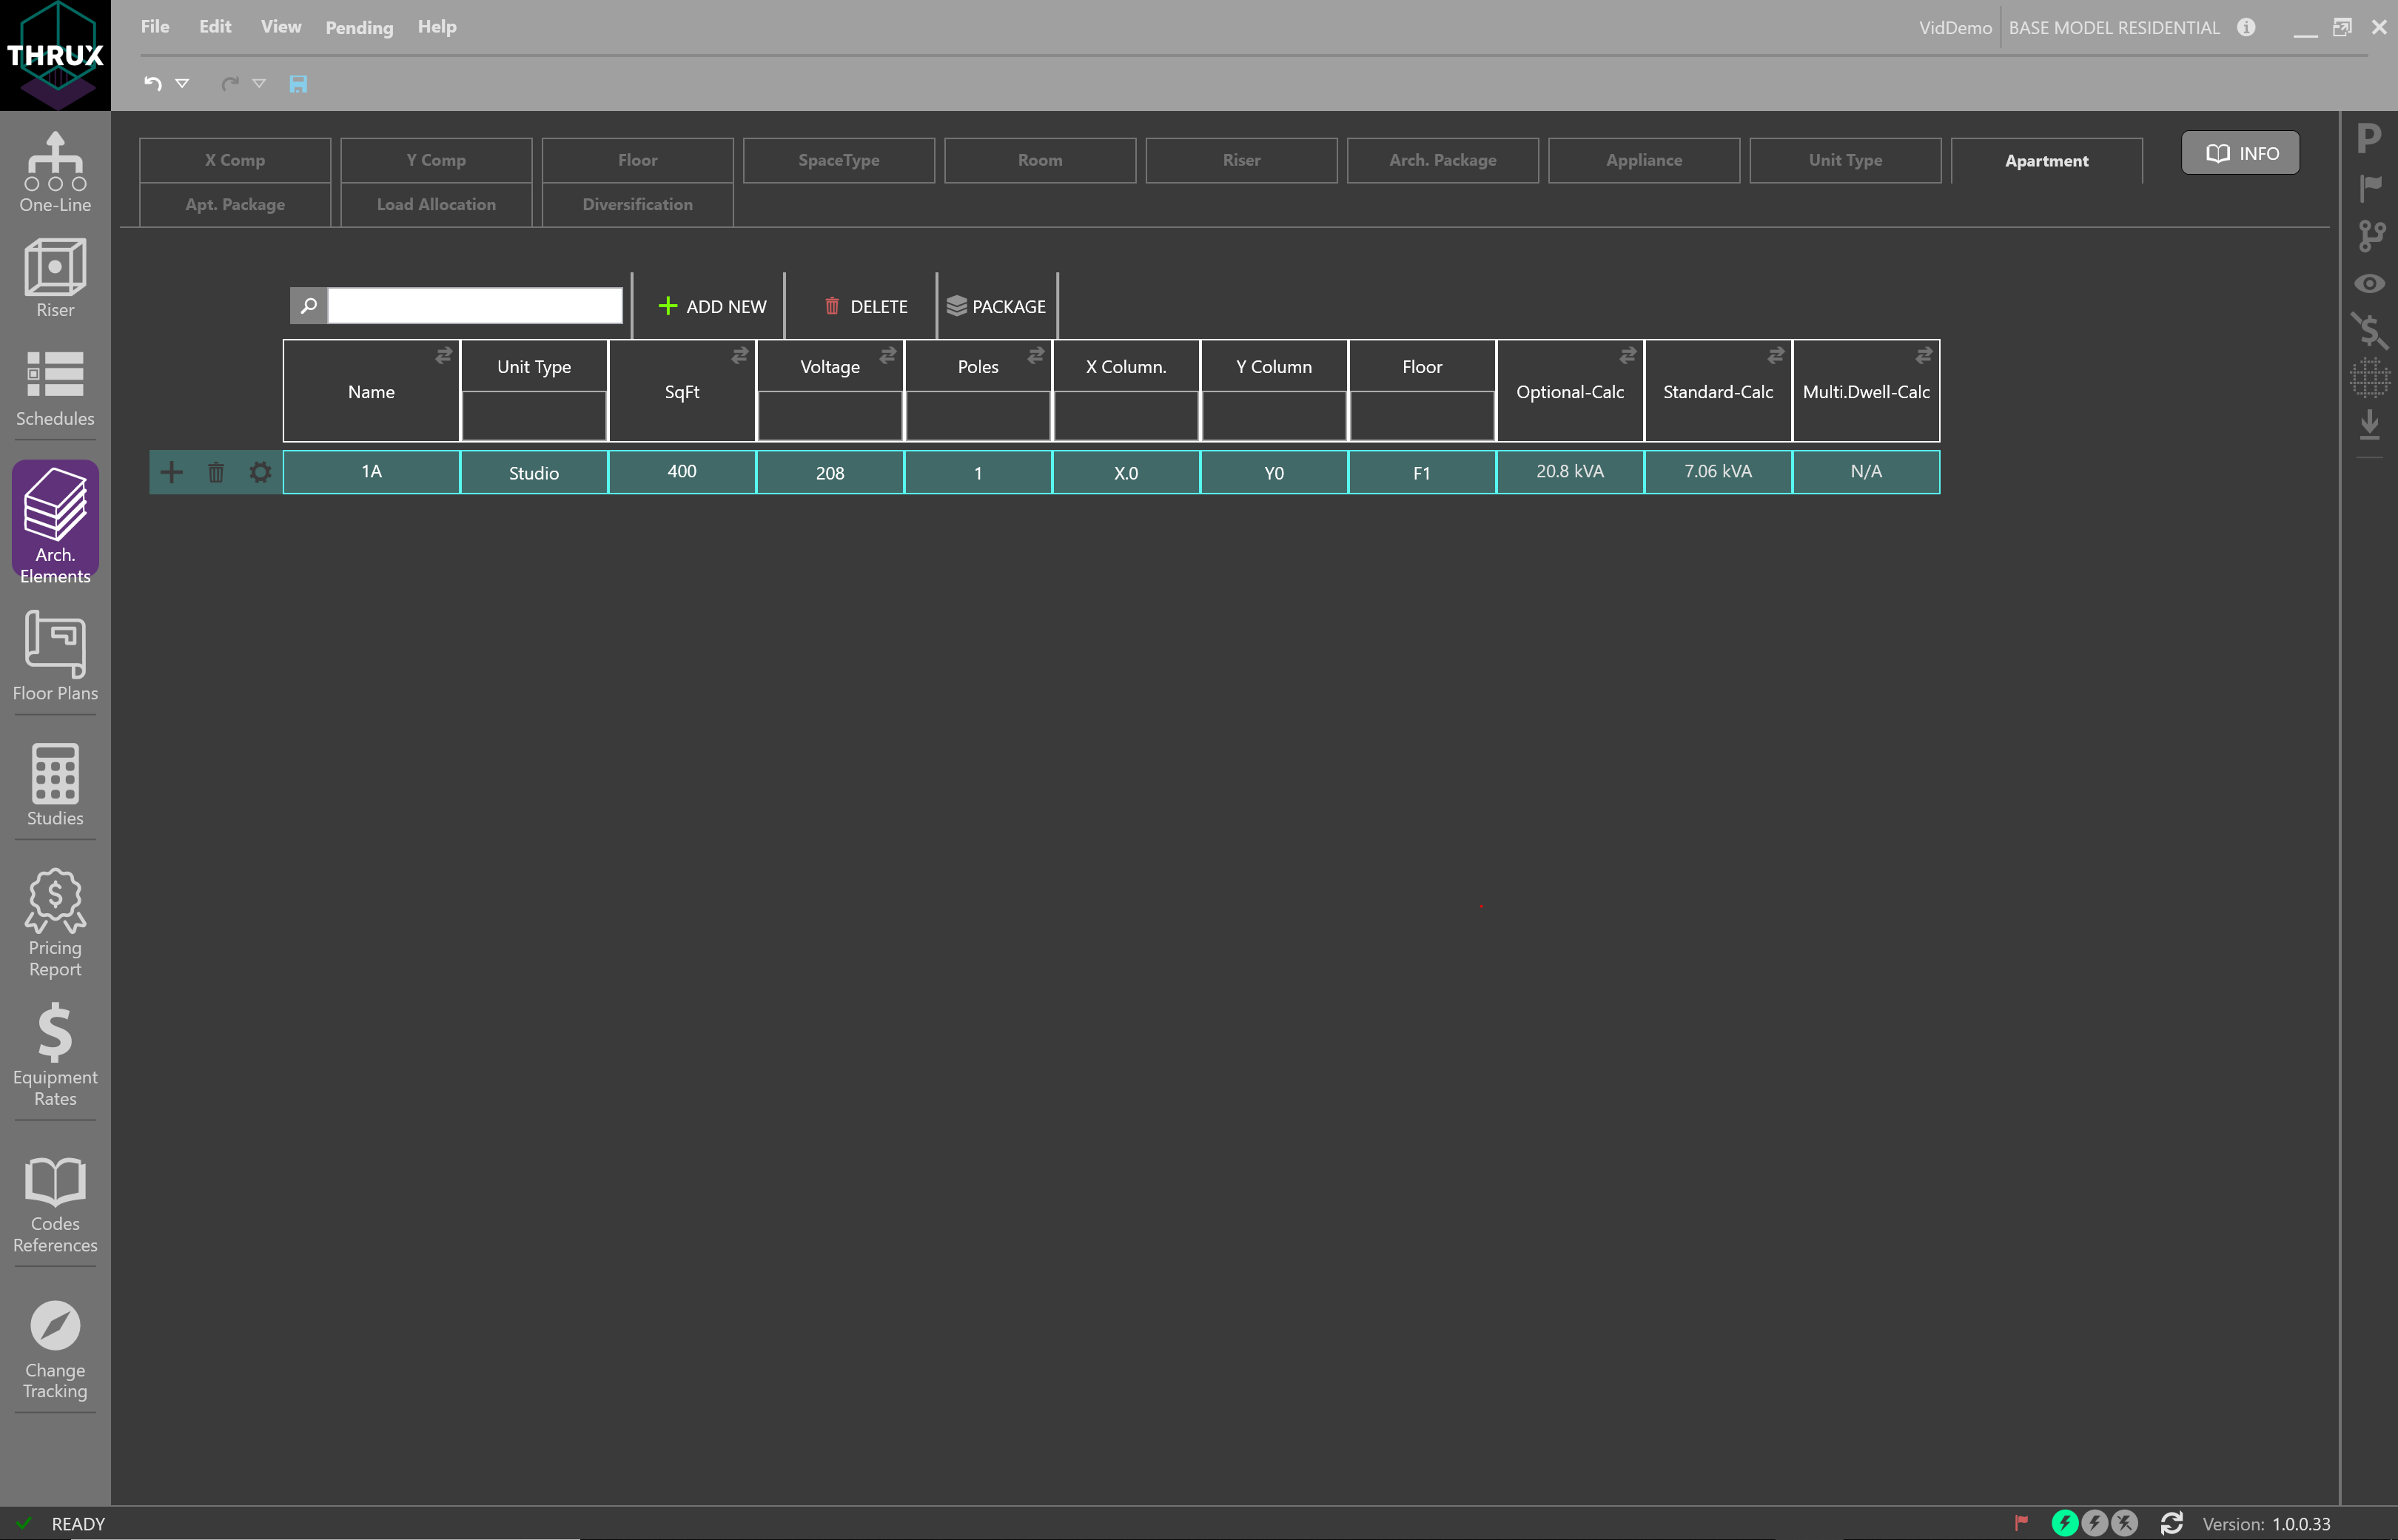 THRUX
File Edit View Pending Help
VidDemo BASE MODEL RESIDENTIAL
X Comp Y Comp Floor SpaceType Room Riser Arch. Package Appliance Unit Type Apartment
INFO
Apt. Package Load Allocation Diversification
ADD NEW DELETE PACKAGE
Name Unit Type SqFt Voltage Poles X Column. Y Column Floor Optional-Calc Standard-Calc Multi.Dwell-Calc
1A Studio 400 208 1 X.0 Y0 F1 20.8 kVA 7.06 kVA N/A
One-Line
Riser
Schedules
Arch.
Elements
Floor Plans
Studies
Pricing
Report
Equipment
Rates
Codes
References
Change
Tracking
P
READY
Version: 1.0.0.33